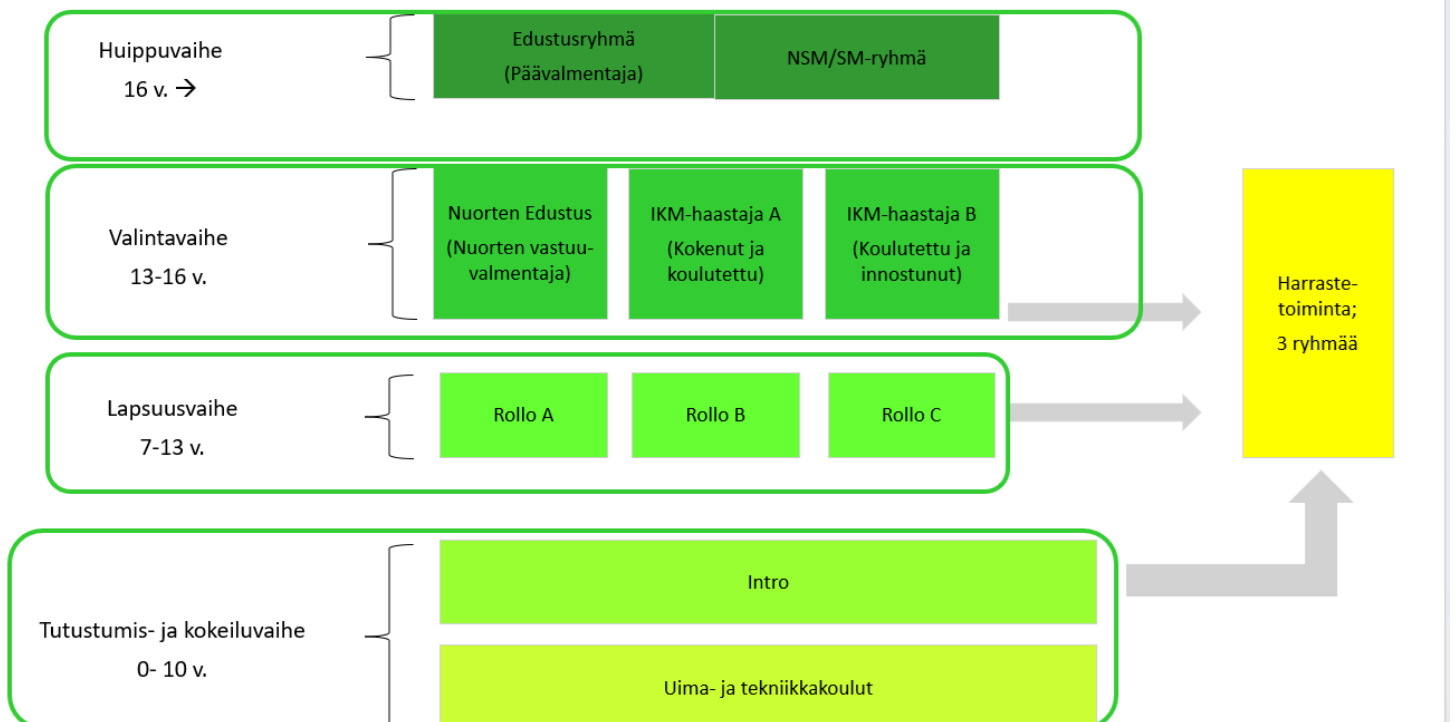 Huippuvaihe
16 v. →
Edustusryhmä
(Päävalmentaja)
NSM/SM-ryhmä
Valintavaihe
13-16 v.
Nuorten Edustus
(Nuorten vastuu-
valmentaja)
IKM-haastaja A
(Kokenut ja
koulutettu)
IKM-haastaja B
(Koulutettu ja
innostunut)
Harraste-
toiminta;
3 ryhmää
Lapsuusvaihe
7-13 v.
Rollo A
Rollo B
Rollo C
Tutustumis- ja kokeiluvaihe
0- 10 v.
Intro
Uima- ja tekniikkakoulut